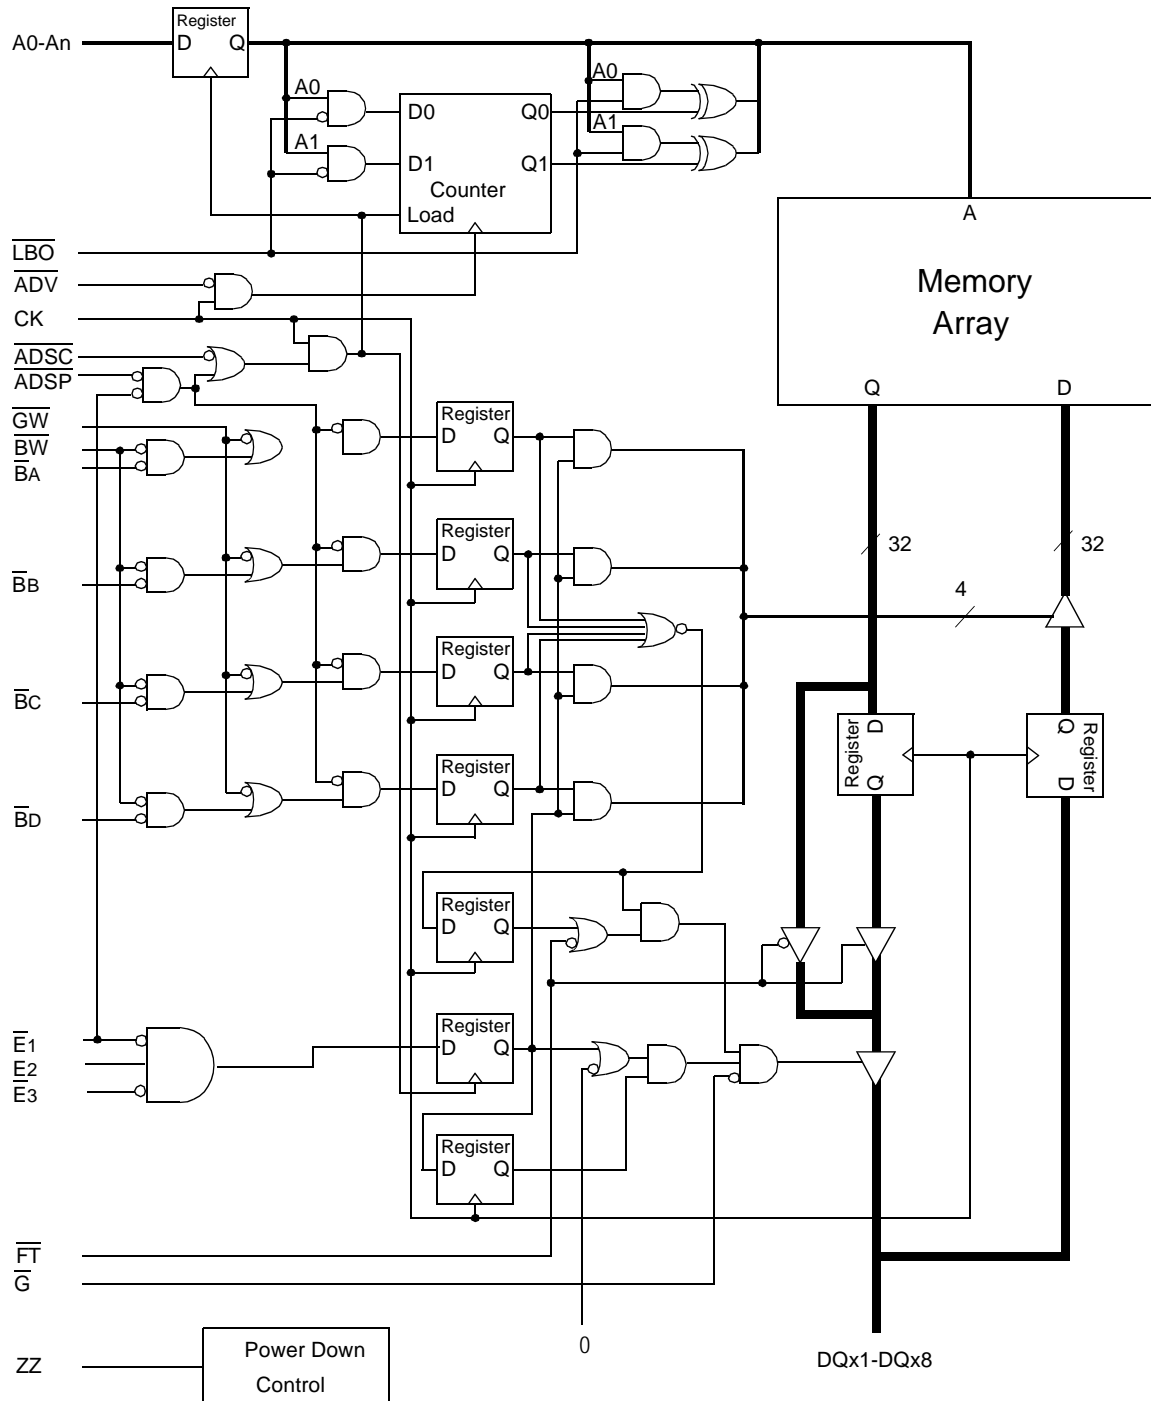 Register
A0-An
D Q
A0
A0
D0 Q0
A1
A1
D1 Q1
Counter
Load
A
LBO
ADV
Memory
CK
Array
ADSC
ADSP
Q D
GW
Register
BW
D Q
BA
Register
D Q
32 32
BB
4
Register
D Q
BC
D
Register
Q
Q
Register
D
Register
D Q
BD
Register
D Q
Register
E1
D Q
E2
E3
Register
D Q
FT
G
0
Power Down
DQx1-DQx8
ZZ
Control